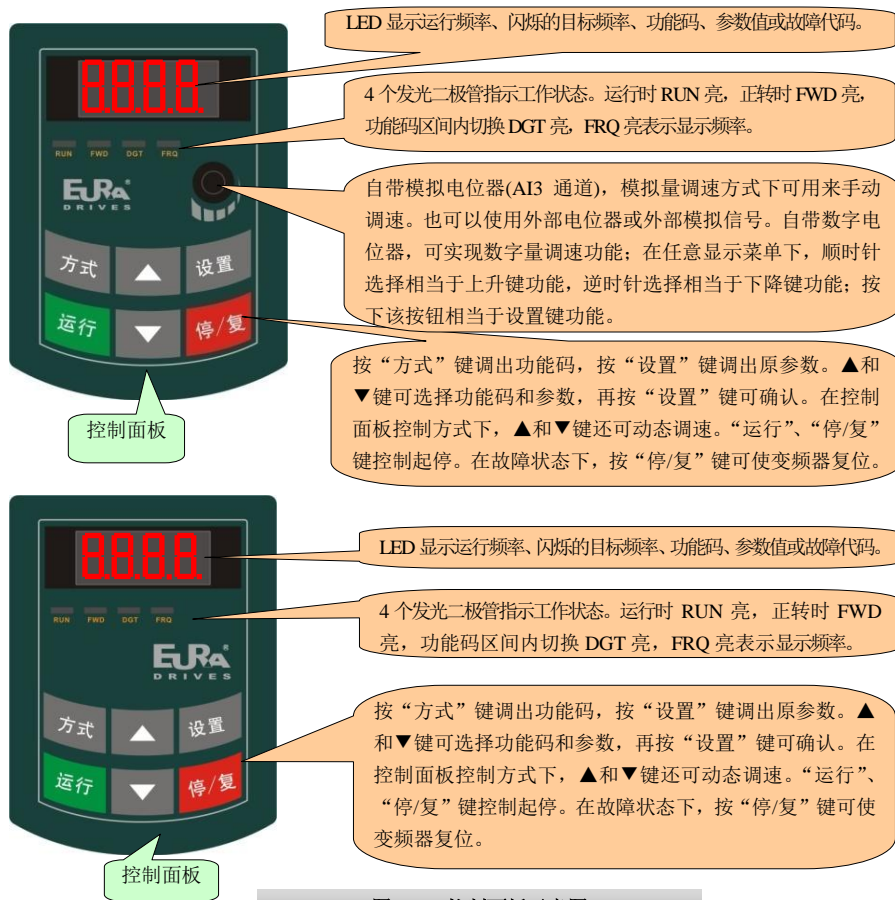 LED 显示运行频率、闪烁的目标频率、功能码、参数值或故障代码。
8.8.8.8.
4 个发光二极管指示工作状态。运行时 RUN 亮，正转时 FWD 亮，
功能码区间内切换 DGT 亮，FRQ 亮表示显示频率。
RUN FWD DGT FRQ
EURA®
DRIVES
自带模拟电位器(AI3 通道)，模拟量调速方式下可用来手动
调速。也可以使用外部电位器或外部模拟信号。自带数字电
位器，可实现数字量调速功能；在任意显示菜单下，顺时针
选择相当于上升键功能，逆时针选择相当于下降键功能；按
下该按钮相当于设置键功能。
方式 ▲ 设置
运行 ▼ 停/复
按“方式”键调出功能码，按“设置”键调出原参数。▲和
▼键可选择功能码和参数，再按“设置”键可确认。在控制
面板控制方式下，▲和▼键还可动态调速。“运行”、“停/复”
键控制起停。在故障状态下，按“停/复”键可使变频器复位。
控制面板
8.8.8.8.
LED 显示运行频率、闪烁的目标频率、功能码、参数值或故障代码。
RUN FWD DGT FRQ
4 个发光二极管指示工作状态。运行时 RUN 亮，正转时 FWD
亮，功能码区间内切换 DGT 亮，FRQ 亮表示显示频率。
EURA®
DRIVES
方式 ▲ 设置
运行 ▼ 停/复
按“方式”键调出功能码，按“设置”键调出原参数。▲
和▼键可选择功能码和参数，再按“设置”键可确认。在
控制面板控制方式下，▲和▼键还可动态调速。“运行”、
“停/复”键控制起停。在故障状态下，按“停/复”键可使
变频器复位。
控制面板